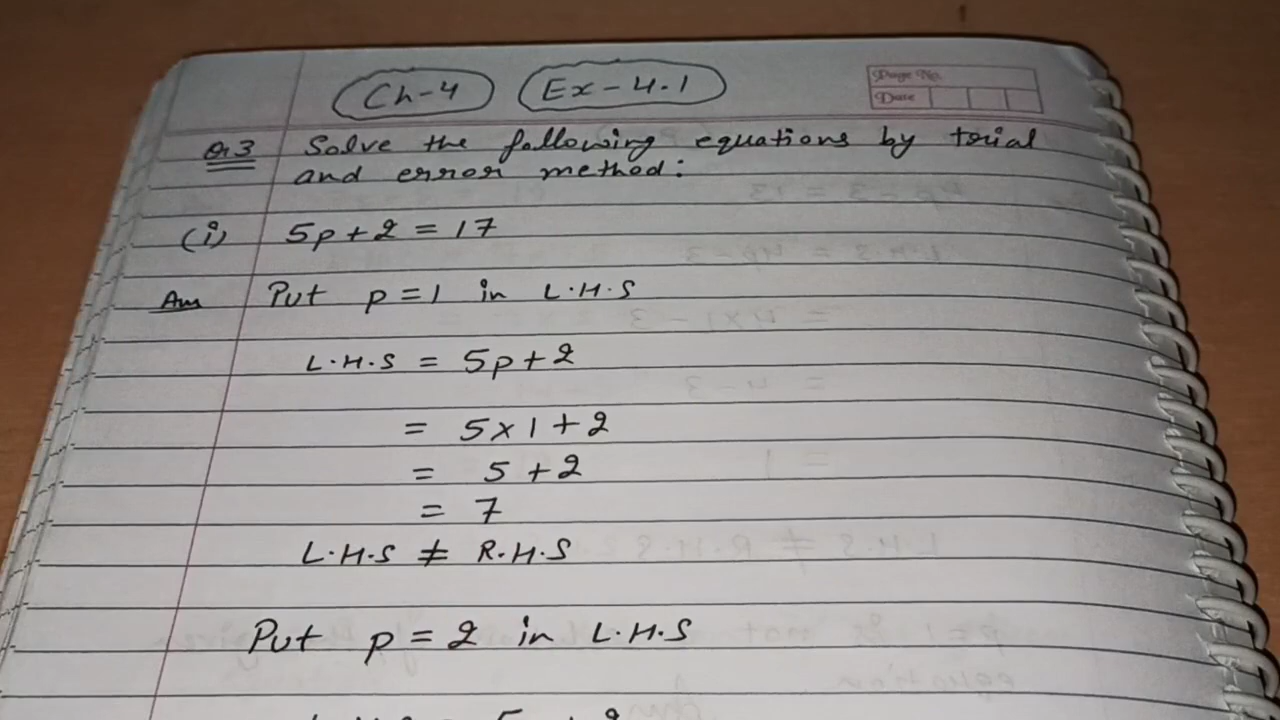 Ch-4 Ex-4.1
Page No.
Date
Q.3 Solve the following equations by trial
and error method:
(i) 5p+2 = 17
Ans Put p=1 in L.H.S
L.H.S = 5p+2
= 5×1+2
= 5+2
= 7
L.H.S ≠ R.H.S
Put p=2 in L.H.S